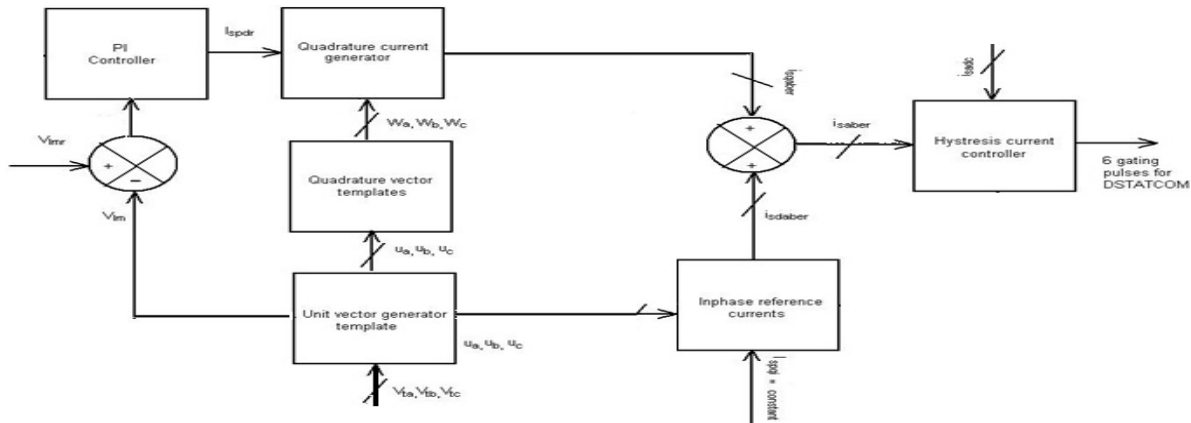 PI
Controller
Ispdr
Quadrature current
generator
isqaber
isabc
Wa, Wb, Wc
Vlmr
+
−
+
+
isaber
Hystresis current
controller
6 gating
pulses for
DSTATCOM
Quadrature vector
templates
Vlm
isdaber
ua, ub, uc
Unit vector generator
template
Inphase reference
currents
ua, ub, uc
Vta,Vtb,Vtc
= constant